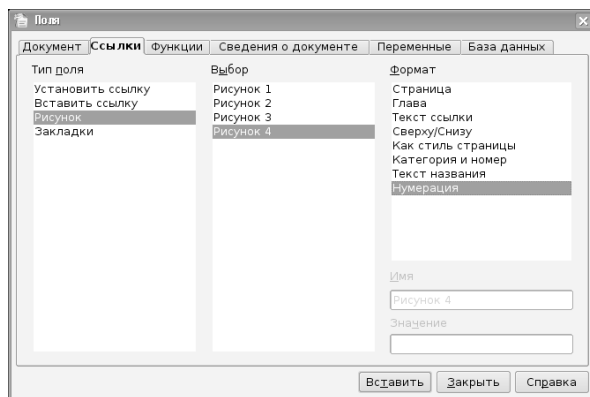 Поля
Документ Ссылки Функции Сведения о документе Переменные База данных
Тип поля
Установить ссылку
Вставить ссылку
Рисунок
Закладки
Выбор
Рисунок 1
Рисунок 2
Рисунок 3
Рисунок 4
Формат
Страница
Глава
Текст ссылки
Сверху/Снизу
Как стиль страницы
Категория и номер
Текст названия
Нумерация
Имя
Рисунок 4
Значение
Вставить Закрыть Справка